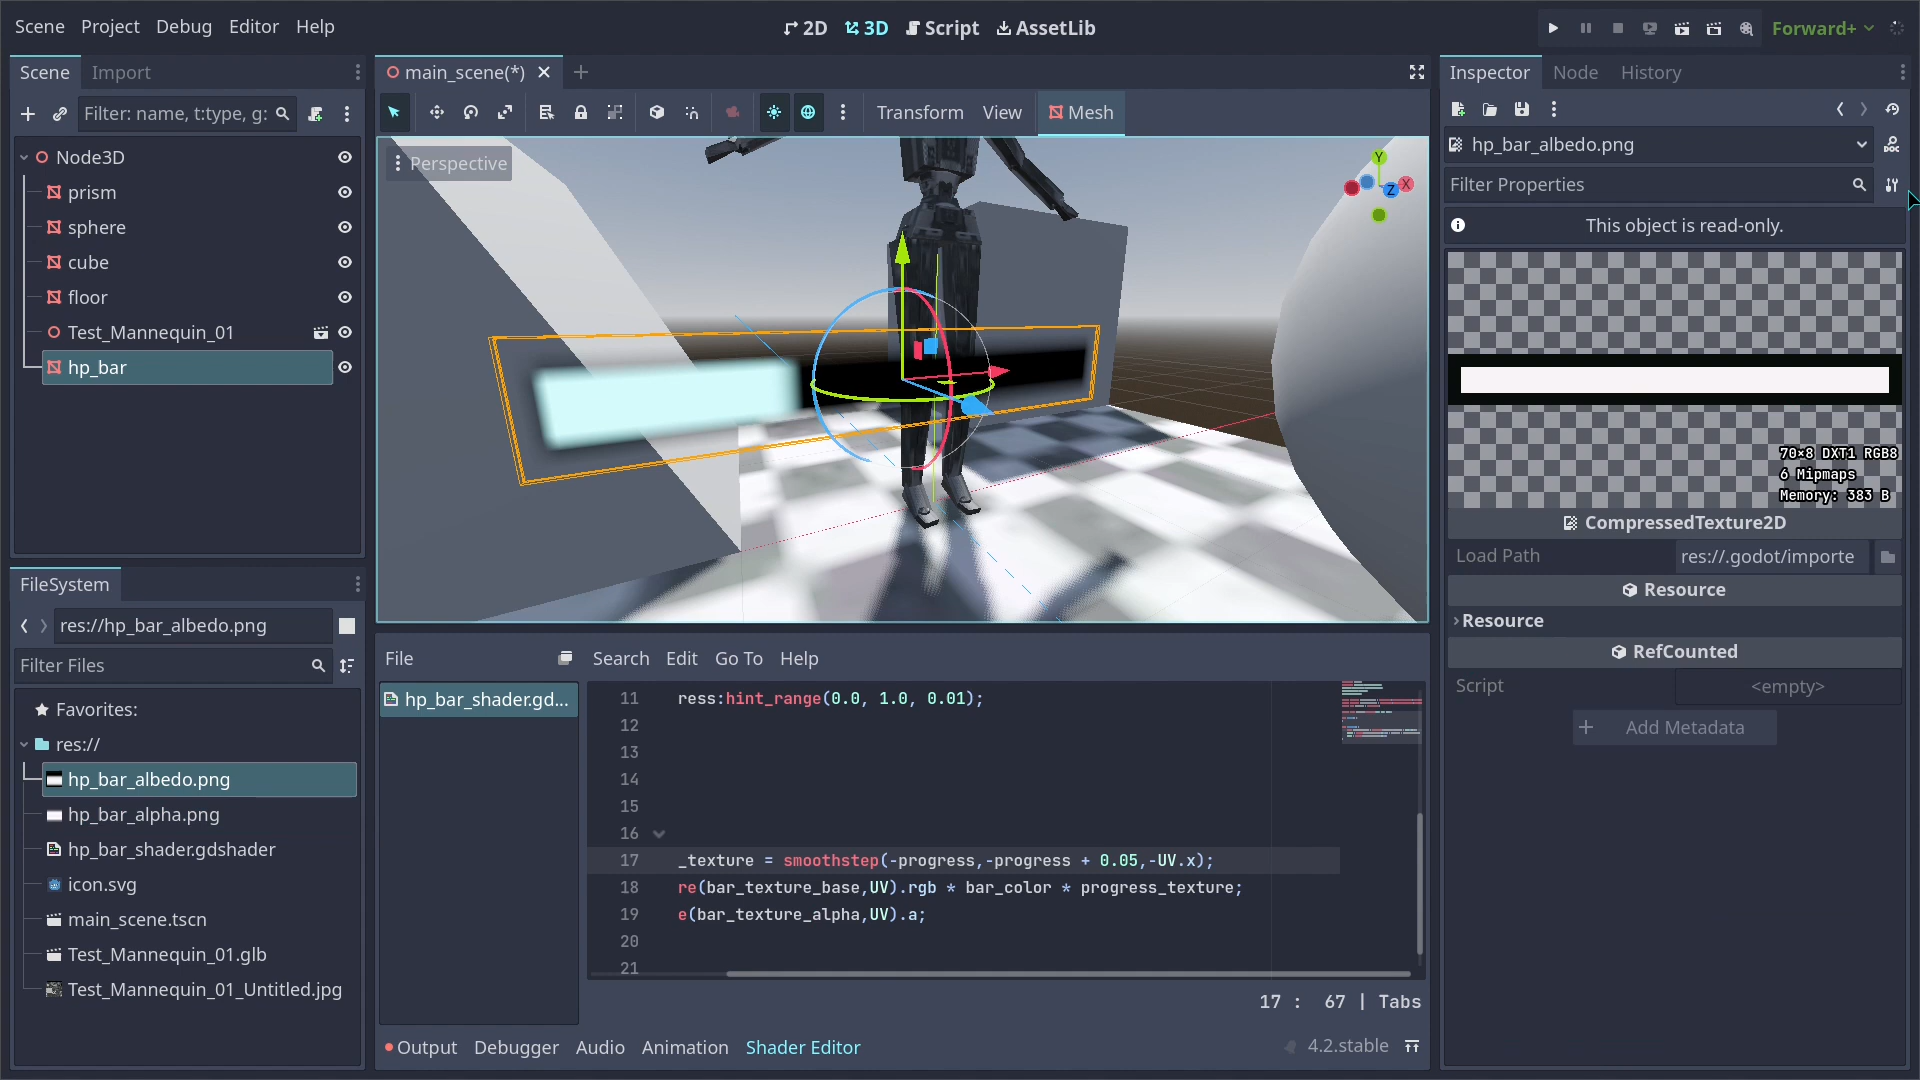 Scene Project Debug Editor Help
2D 3D Script AssetLib
Forward+
Scene Import
Filter: name, t:type, g:
Node3D
prism
sphere
cube
floor
Test_Mannequin_01
hp_bar
FileSystem
res://hp_bar_albedo.png
Filter Files
Favorites:
res://
hp_bar_albedo.png
hp_bar_alpha.png
hp_bar_shader.gdshader
icon.svg
main_scene.tscn
Test_Mannequin_01.glb
Test_Mannequin_01_Untitled.jpg
main_scene(*)
Transform View Mesh
Perspective
Y
Z X
File Search Edit Go To Help
hp_bar_shader.gd...
11 ress:hint_range(0.0, 1.0, 0.01);
12
13
14
15
16
17 _texture = smoothstep(-progress,-progress + 0.05,-UV.x);
18 re(bar_texture_base,UV).rgb * bar_color * progress_texture;
19 e(bar_texture_alpha,UV).a;
20
21
17 : 67 | Tabs
Output Debugger Audio Animation Shader Editor
4.2.stable
Inspector Node History
hp_bar_albedo.png
Filter Properties
This object is read-only.
70×8 DXT1 RGB8
6 Mipmaps
Memory: 383 B
CompressedTexture2D
Load Path res://.godot/importe
Resource
Resource
RefCounted
Script <empty>
Add Metadata